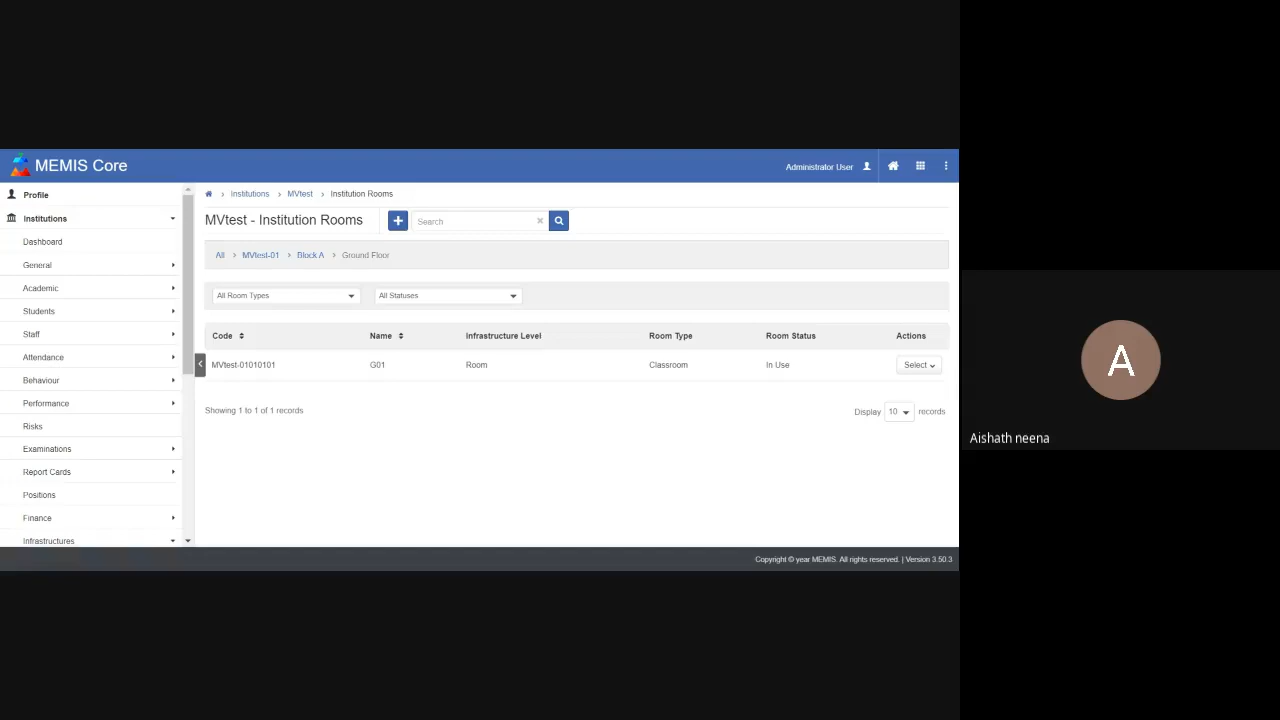 MEMIS Core
Administrator User
Profile
Institutions
Dashboard
General
Academic
Students
Staff
Attendance
Behaviour
Performance
Risks
Examinations
Report Cards
Positions
Finance
Infrastructures
Institutions > MVtest > Institution Rooms
MVtest - Institution Rooms
Search
All > MVtest-01 > Block A > Ground Floor
All Room Types
All Statuses
Code Name Infrastructure Level Room Type Room Status Actions
MVtest-01010101 G01 Room Classroom In Use Select
Showing 1 to 1 of 1 records
Display 10 records
Copyright © year MEMIS. All rights reserved. | Version 3.50.3
A
Aishath neena